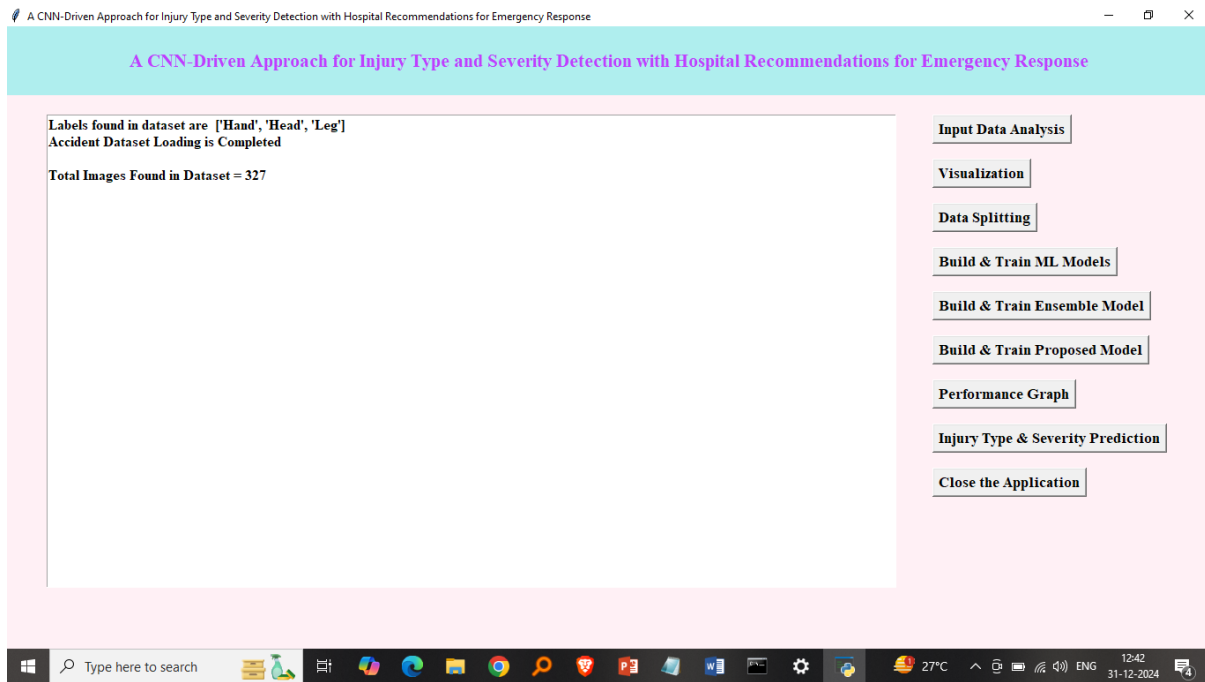 A CNN-Driven Approach for Injury Type and Severity Detection with Hospital Recommendations for Emergency Response
A CNN-Driven Approach for Injury Type and Severity Detection with Hospital Recommendations for Emergency Response
Labels found in dataset are  ['Hand', 'Head', 'Leg']
Accident Dataset Loading is Completed
Total Images Found in Dataset = 327
Input Data Analysis
Visualization
Data Splitting
Build & Train ML Models
Build & Train Ensemble Model
Build & Train Proposed Model
Performance Graph
Injury Type & Severity Prediction
Close the Application
Type here to search
27°C
ENG
12:42
31-12-2024
4